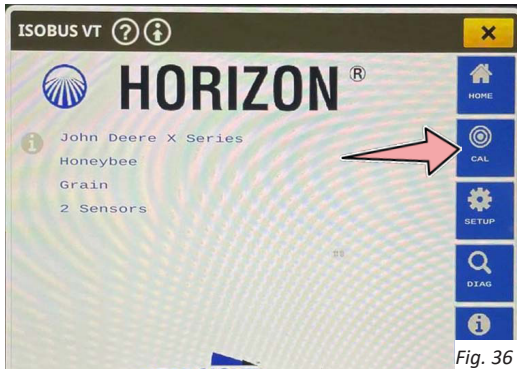 ISOBUS VT
HORIZON®
HOME
John Deere X Series
Honeybee
CAL
Grain
2 Sensors
SETUP
DIAG
Fig. 36